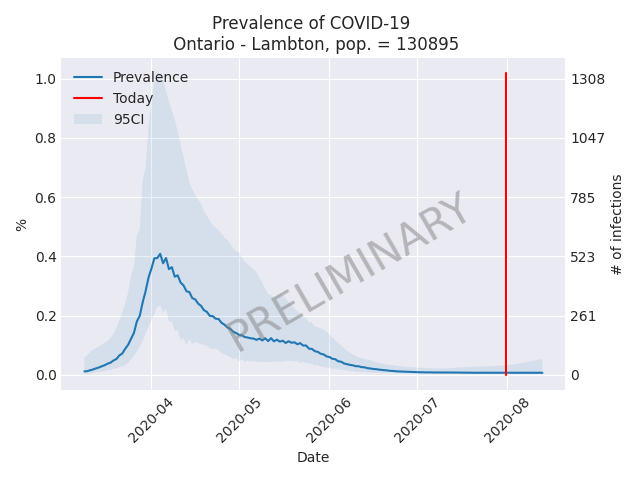 Prevalence of COVID-19
Ontario - Lambton, pop. = 130895
Prevalence
Today
95CI
1.0
0.8
0.6
0.4
0.2
0.0
%
1308
1047
785
523
261
0
# of infections
PRELIMINARY
2020-04
2020-05
2020-06
2020-07
2020-08
Date